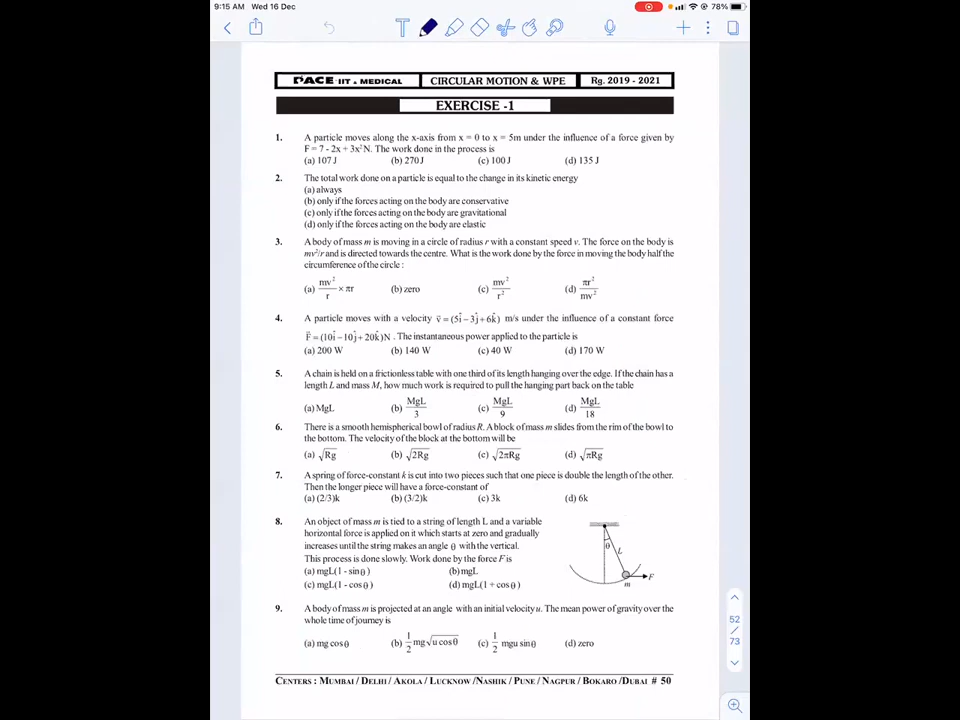 9:15 AM Wed 16 Dec 78%
PACE IIT & MEDICAL CIRCULAR MOTION & WPE Rg. 2019 - 2021
EXERCISE -1
1. A particle moves along the x-axis from x = 0 to x = 5m under the influence of a force given by
F = 7 - 2x + 3x² N. The work done in the process is
(a) 107 J (b) 270 J (c) 100 J (d) 135 J
2. The total work done on a particle is equal to the change in its kinetic energy
(a) always
(b) only if the forces acting on the body are conservative
(c) only if the forces acting on the body are gravitational
(d) only if the forces acting on the body are elastic
3. A body of mass m is moving in a circle of radius r with a constant speed v. The force on the body is
mv²/r and is directed towards the centre. What is the work done by the force in moving the body half the
circumference of the circle :
(a) mv²/r × πr (b) zero (c) mv²/r² (d) πr²/mv²
4. A particle moves with a velocity v⃗ = (5î − 3ĵ + 6k̂) m/s under the influence of a constant force
F⃗ = (10î − 10ĵ + 20k̂)N . The instantaneous power applied to the particle is
(a) 200 W (b) 140 W (c) 40 W (d) 170 W
5. A chain is held on a frictionless table with one third of its length hanging over the edge. If the chain has a
length L and mass M, how much work is required to pull the hanging part back on the table
(a) MgL (b) MgL/3 (c) MgL/9 (d) MgL/18
6. There is a smooth hemispherical bowl of radius R. A block of mass m slides from the rim of the bowl to
the bottom. The velocity of the block at the bottom will be
(a) √Rg (b) √2Rg (c) √2πRg (d) √πRg
7. A spring of force-constant k is cut into two pieces such that one piece is double the length of the other.
Then the longer piece will have a force-constant of
(a) (2/3)k (b) (3/2)k (c) 3k (d) 6k
8. An object of mass m is tied to a string of length L and a variable
horizontal force is applied on it which starts at zero and gradually
increases until the string makes an angle θ with the vertical.
This process is done slowly. Work done by the force F is
(a) mgL(1 - sinθ) (b) mgL
(c) mgL(1 - cosθ) (d) mgL(1 + cosθ)
θ
L
F
m
9. A body of mass m is projected at an angle with an initial velocity u. The mean power of gravity over the
whole time of journey is
(a) mg cosθ (b) 1/2 mg√u cosθ (c) 1/2 mgu sinθ (d) zero
CENTERS : MUMBAI / DELHI / AKOLA / LUCKNOW /NASHIK / PUNE / NAGPUR / BOKARO /DUBAI # 50
52
/
73